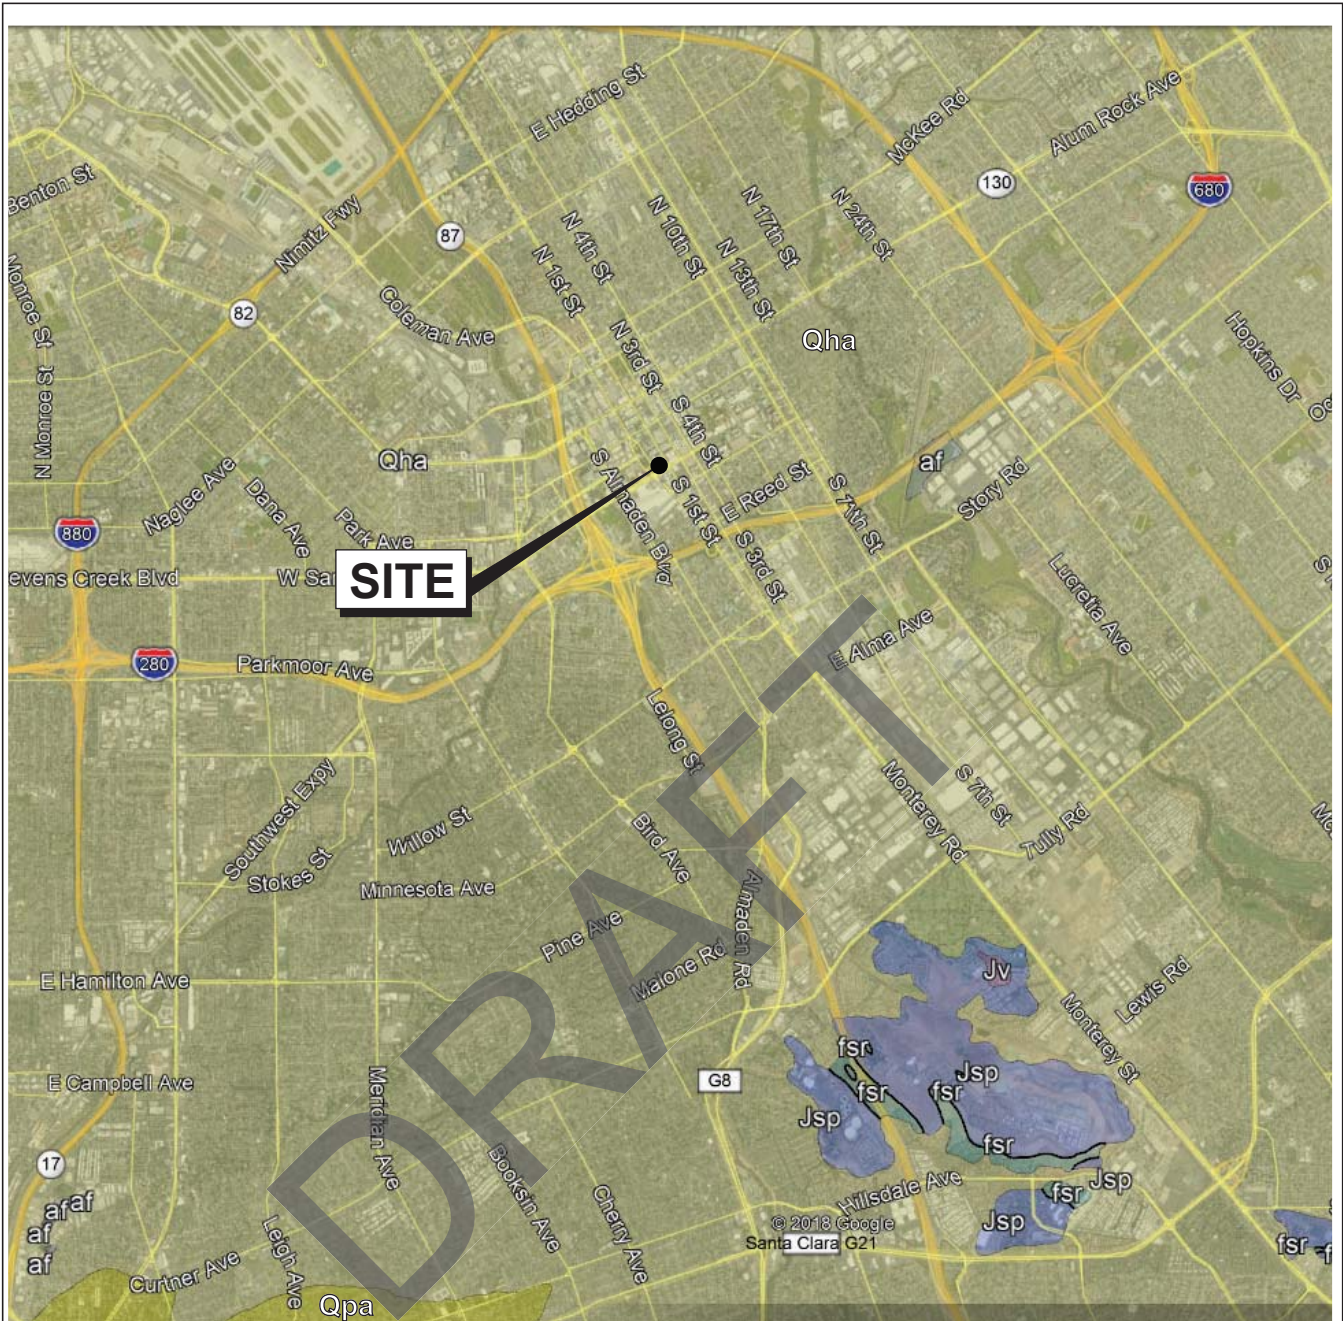 E Hedding St
McKee Rd
Alum Rock Ave
Benton St
130
680
N 10th St
N 17th St
N 24th St
Nimitz Fwy
87
N 4th St
N 13th St
N 1st St
Monroe St
82
Coleman Ave
N 3rd St
Qha
Hopkins Dr
N Monroe St
S 4th St
Qha
af
Naglee Ave
S Almaden Blvd
S 1st St
E Reed St
S 7th St
Story Rd
Dana Ave
880
Park Ave
S 3rd St
evens Creek Blvd
W Sa
SITE
Lucretia Ave
280
Parkmoor Ave
E Alma Ave
Lelong St
Southwest Expy
Monterey Rd
S 7th St
Willow St
Bird Ave
Tully Rd
Stokes St
Minnesota Ave
Almaden Rd
Pine Ave
Malone Rd
E Hamilton Ave
Jv
Lewis Rd
Monterey St
DRAFT
fsr
E Campbell Ave
G8
fsr
fsr
Jsp
Jsp
Meridian Ave
fsr
17
Booksin Ave
Cherry Ave
Hillsdale Ave
fsr
Jsp
af
af
af
af
Jsp
© 2018 Google
Santa Clara G21
fsr
Leigh Ave
Curtner Ave
Qpa